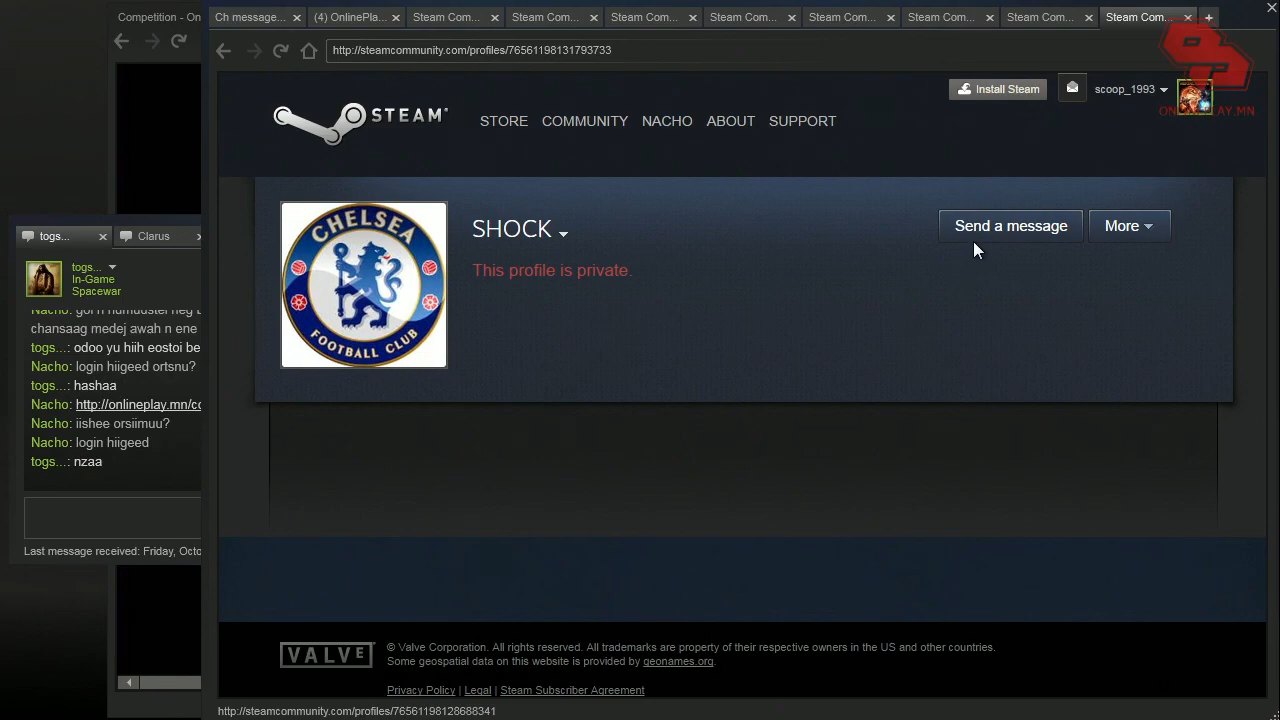 Competition - On
Ch message...
(4) OnlinePla...
Steam Com...
Steam Com...
Steam Com...
Steam Com...
Steam Com...
Steam Com...
Steam Com...
Steam Com...
http://steamcommunity.com/profiles/76561198131793733
Install Steam
scoop_1993
STEAM
STORE COMMUNITY NACHO ABOUT SUPPORT
CHELSEA
FOOTBALL CLUB
SHOCK
This profile is private.
Send a message
More
togs...
Clarus
togs...
In-Game
Spacewar
chansaag medej awah n ene
togs...: odoo yu hiih eostoi be
Nacho: login hiigeed ortsnu?
togs...: hashaa
Nacho: http://onlineplay.mn/co
Nacho: iishee orsiimuu?
Nacho: login hiigeed
togs...: nzaa
Last message received: Friday, Octo
VALVE
© Valve Corporation. All rights reserved. All trademarks are property of their respective owners in the US and other countries.
Some geospatial data on this website is provided by geonames.org.
Privacy Policy | Legal | Steam Subscriber Agreement
http://steamcommunity.com/profiles/76561198128688341